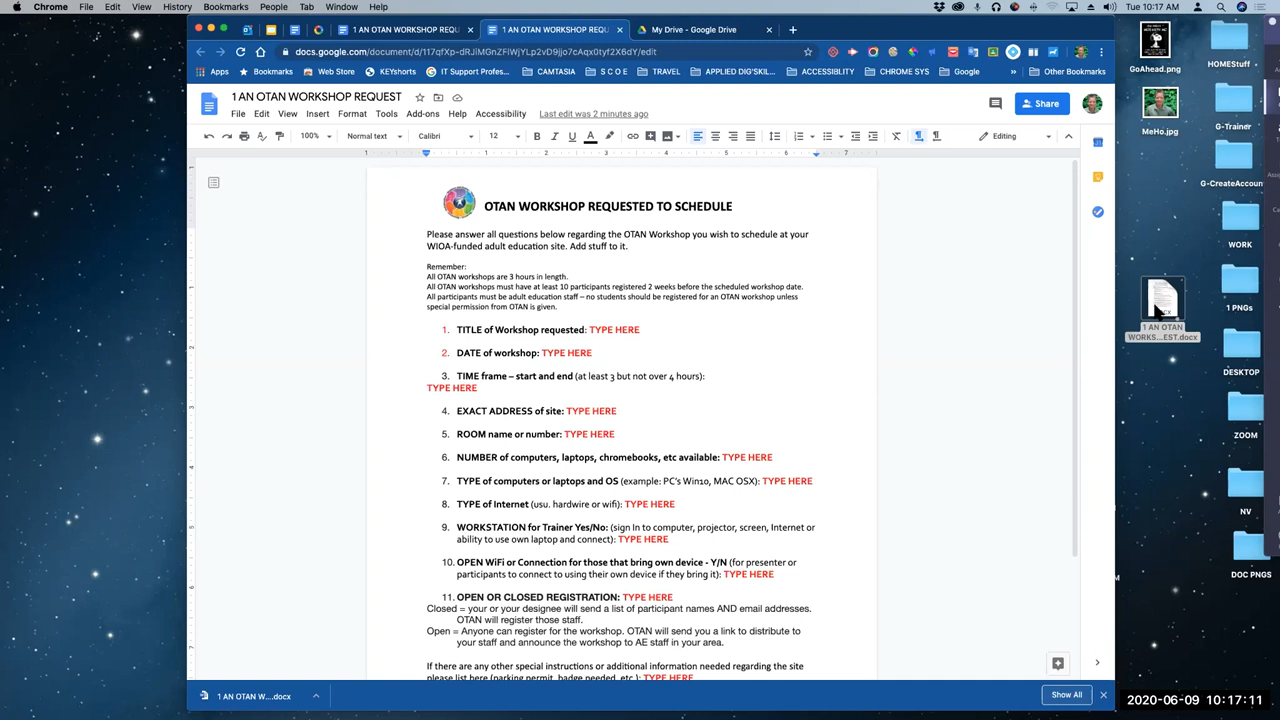 Chrome File Edit View History Bookmarks People Tab Window Help
Tue 10:17 AM
1 AN OTAN WORKSHOP REQU × 1 AN OTAN WORKSHOP REQU × My Drive - Google Drive × +
docs.google.com/document/d/117qfXp-dRJiMGnZFlWjYLp2vD9jjo7cAqx0tyf2X6dY/edit
Apps Bookmarks Web Store KEYshorts IT Support Profes... CAMTASIA S C O E TRAVEL APPLIED DIG'SKIL... ACCESSIBLITY CHROME SYS Google » Other Bookmarks
1 AN OTAN WORKSHOP REQUEST
File Edit View Insert Format Tools Add-ons Help Accessibility Last edit was 2 minutes ago
Share
100% Normal text Calibri 12 B I U A Editing
1 1 2 3 4 5 6 7
OTAN WORKSHOP REQUESTED TO SCHEDULE
Please answer all questions below regarding the OTAN Workshop you wish to schedule at your
WIOA-funded adult education site. Add stuff to it.
Remember:
All OTAN workshops are 3 hours in length.
All OTAN workshops must have at least 10 participants registered 2 weeks before the scheduled workshop date.
All participants must be adult education staff – no students should be registered for an OTAN workshop unless
special permission from OTAN is given.
1. TITLE of Workshop requested: TYPE HERE
2. DATE of workshop: TYPE HERE
3. TIME frame – start and end (at least 3 but not over 4 hours):
TYPE HERE
4. EXACT ADDRESS of site: TYPE HERE
5. ROOM name or number: TYPE HERE
6. NUMBER of computers, laptops, chromebooks, etc available: TYPE HERE
7. TYPE of computers or laptops and OS (example: PC's Win10, MAC OSX): TYPE HERE
8. TYPE of Internet (usu. hardwire or wifi): TYPE HERE
9. WORKSTATION for Trainer Yes/No: (sign In to computer, projector, screen, Internet or
ability to use own laptop and connect): TYPE HERE
10. OPEN WiFi or Connection for those that bring own device - Y/N (for presenter or
participants to connect to using their own device if they bring it): TYPE HERE
11. OPEN OR CLOSED REGISTRATION: TYPE HERE
Closed = your or your designee will send a list of participant names AND email addresses.
OTAN will register those staff.
Open = Anyone can register for the workshop. OTAN will send you a link to distribute to
your staff and announce the workshop to AE staff in your area.
If there are any other special instructions or additional information needed regarding the site
please list here (parking permit, badge needed, etc.): TYPE HERE
1 AN OTAN W....docx
Show All
GoAhead.png
MeHo.jpg
DOCX
1 AN OTAN
WORKS...EST.docx
HOMEStuff
G-Trainer
G-CreateAccoun
WORK
1 PNGs
DESKTOP
ZOOM
NV
DOC PNGS
2020-06-09 10:17:11